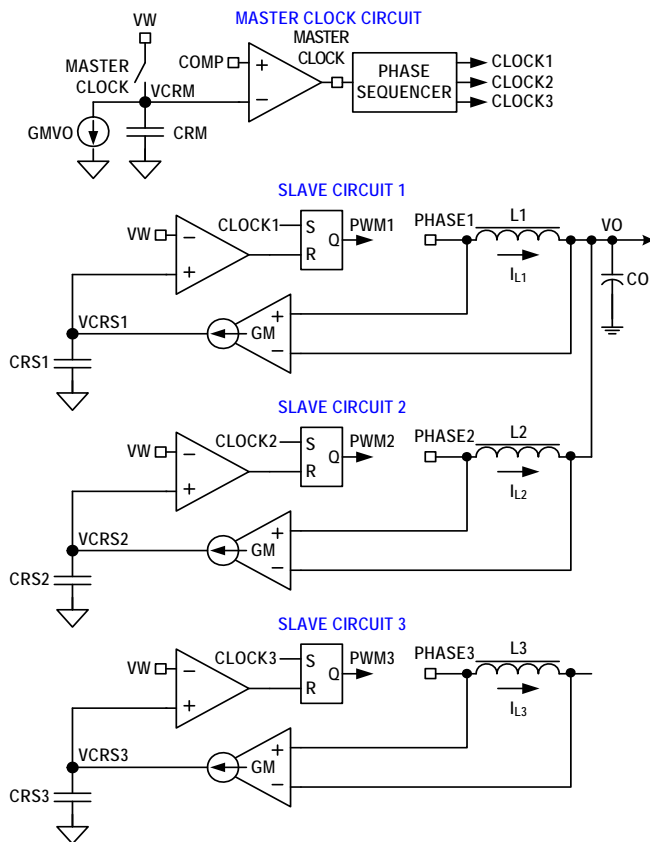 MASTER CLOCK CIRCUIT
VW
MASTER
CLOCK
COMP
+
−
MASTER
CLOCK
VCRM
GMVO
CRM
PHASE
SEQUENCER
CLOCK1
CLOCK2
CLOCK3
SLAVE CIRCUIT 1
VW
−
+
CLOCK1
S
R
Q
PWM1
PHASE1
L1
IL1
VO
CO
VCRS1
CRS1
GM
+
−
SLAVE CIRCUIT 2
VW
−
+
CLOCK2
S
R
Q
PWM2
PHASE2
L2
IL2
VCRS2
CRS2
GM
+
−
SLAVE CIRCUIT 3
VW
−
+
CLOCK3
S
R
Q
PWM3
PHASE3
L3
IL3
VCRS3
CRS3
GM
+
−